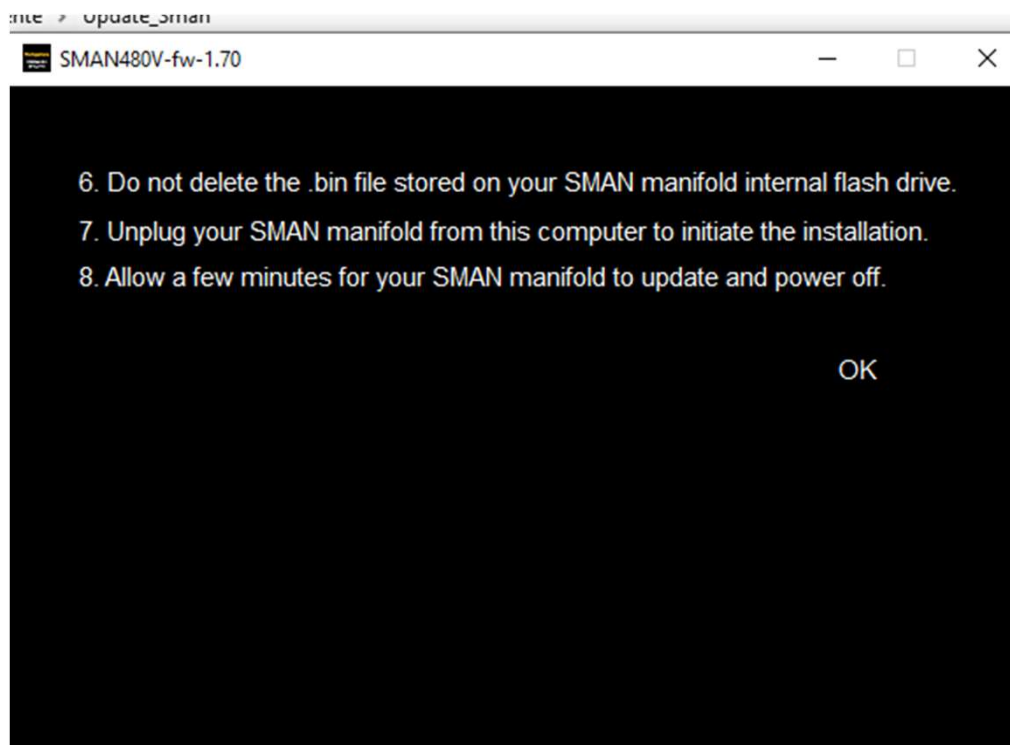 Update_Sman
SMAN480V-fw-1.70
6. Do not delete the .bin file stored on your SMAN manifold internal flash drive.
7. Unplug your SMAN manifold from this computer to initiate the installation.
8. Allow a few minutes for your SMAN manifold to update and power off.
OK